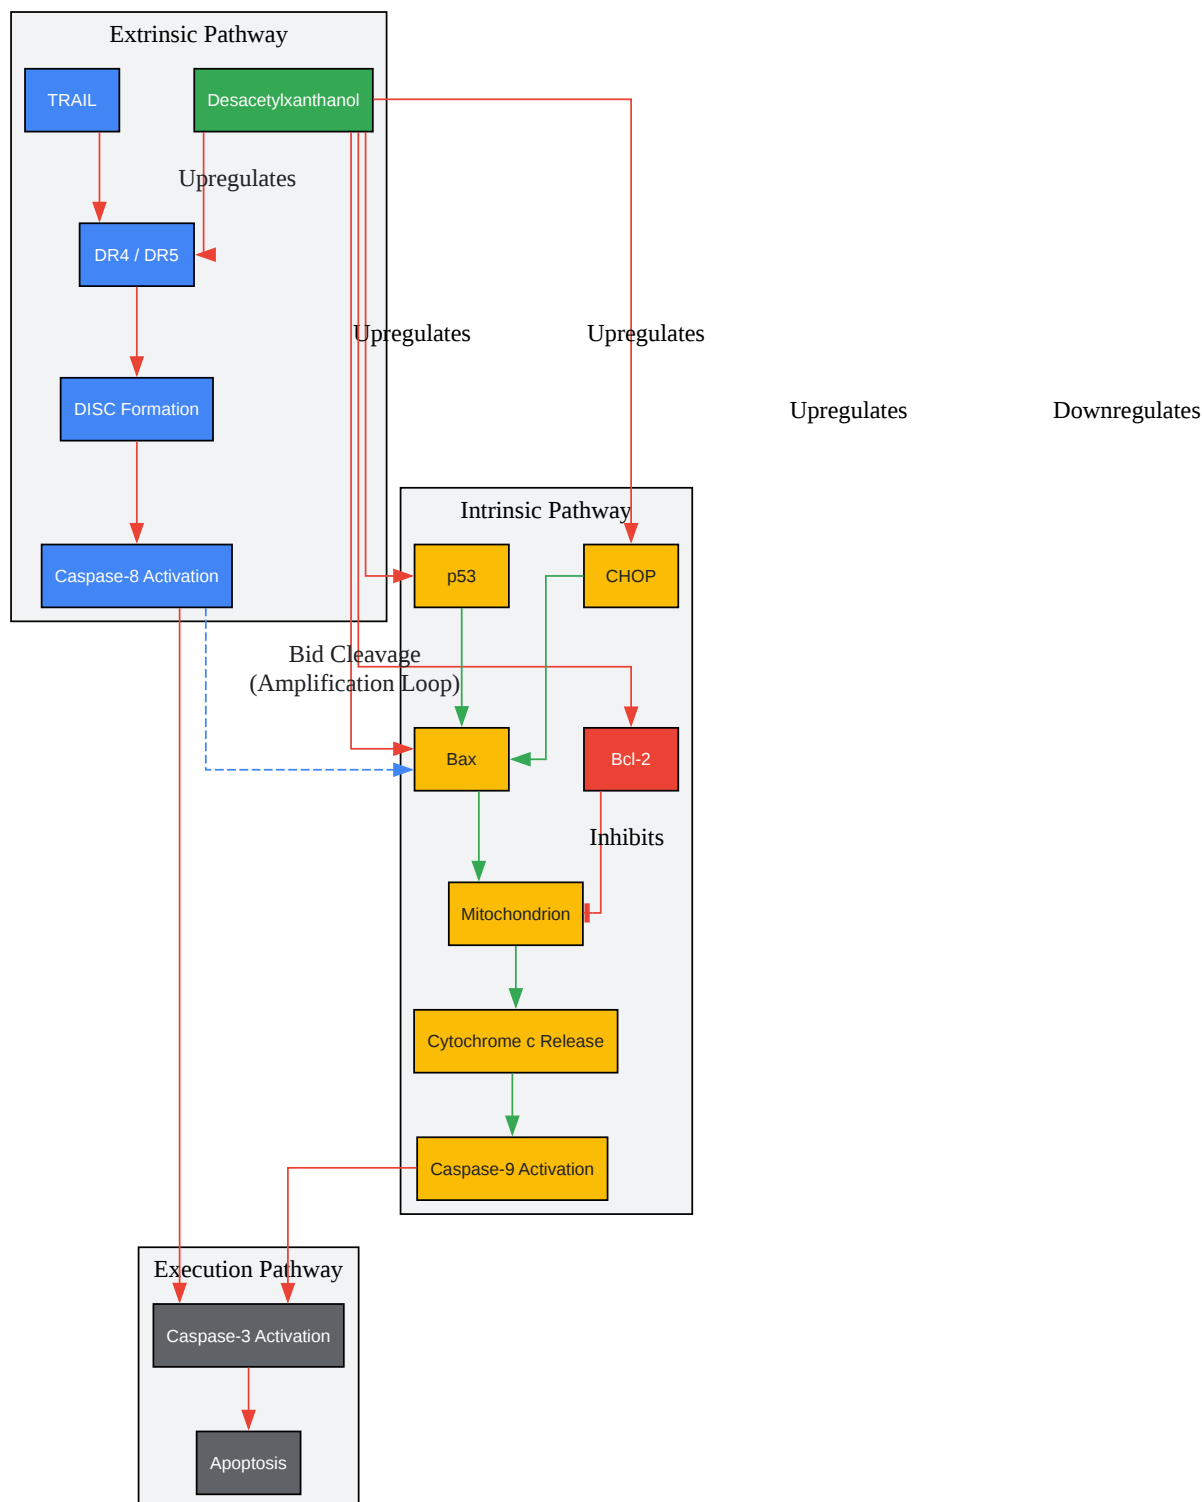 Extrinsic Pathway
TRAIL
Desacetylxanthanol
Upregulates
DR4 / DR5
Upregulates
Upregulates
DISC Formation
Upregulates
Downregulates
Intrinsic Pathway
Caspase-8 Activation
p53
CHOP
Bid Cleavage
(Amplification Loop)
Bax
Bcl-2
Inhibits
Mitochondrion
Cytochrome c Release
Caspase-9 Activation
Execution Pathway
Caspase-3 Activation
Apoptosis